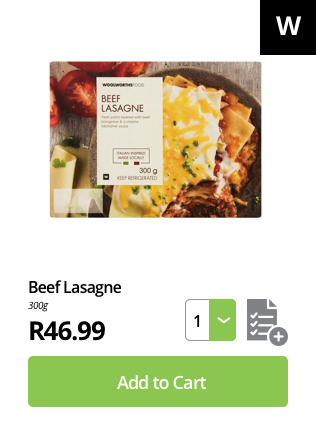 W
WOOLWORTHS FOOD
BEEF
LASAGNE
ITALIAN INSPIRED
MADE LOCALLY
300 g
KEEP REFRIGERATED
Beef Lasagne
300g
R46.99
1
Add to Cart